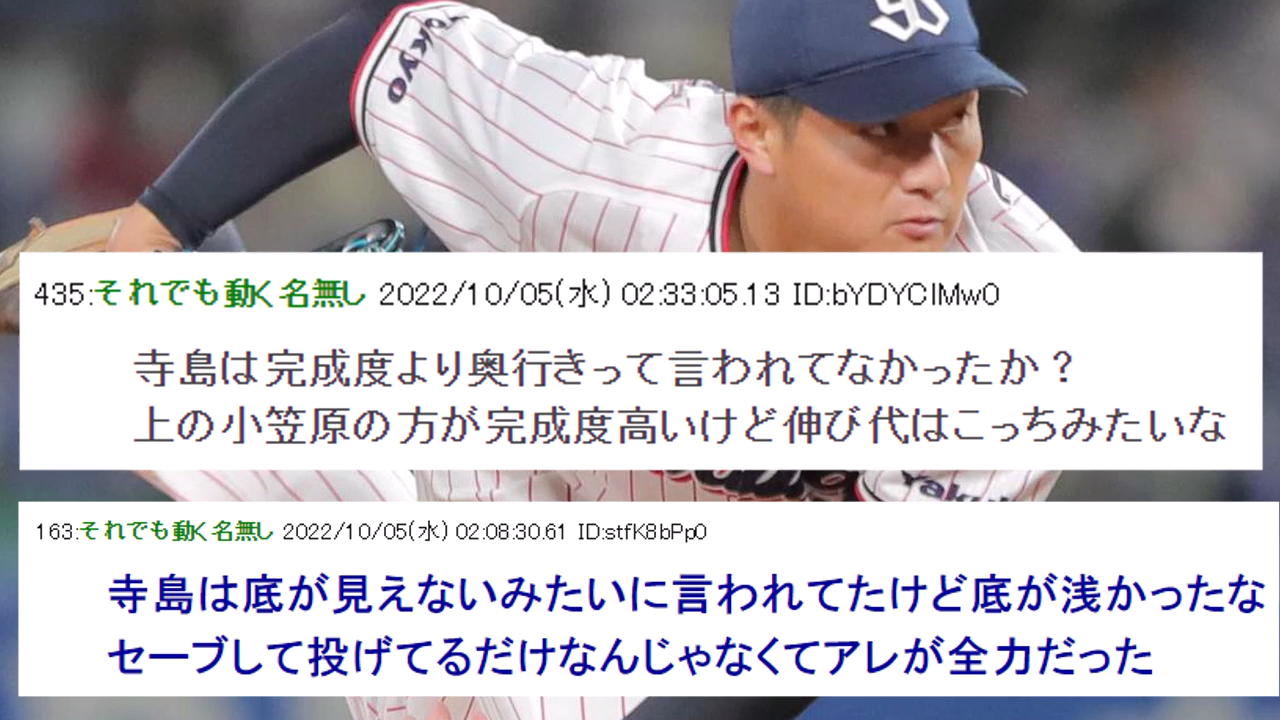 Tokyo
435:それでも動く名無し 2022/10/05(水) 02:33:05.13 ID:bYDYClMw0
寺島は完成度より奥行きって言われてなかったか？
上の小笠原の方が完成度高いけど伸び代はこっちみたいな
Yakult
163:それでも動く名無し 2022/10/05(水) 02:08:30.61 ID:stfK8bPp0
寺島は底が見えないみたいに言われてたけど底が浅かったな
セーブして投げてるだけなんじゃなくてアレが全力だった